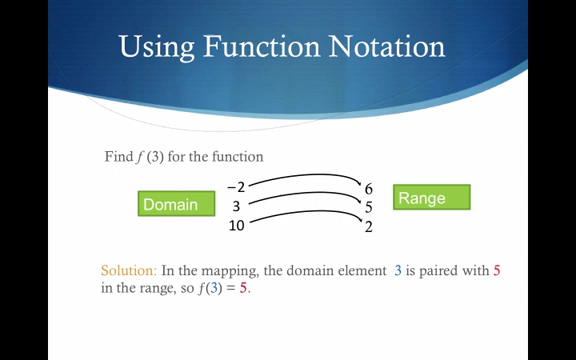 Using Function Notation
Find f (3) for the function
−2 6
Domain 3 5 Range
10 2
Solution: In the mapping, the domain element 3 is paired with 5
in the range, so f(3) = 5.